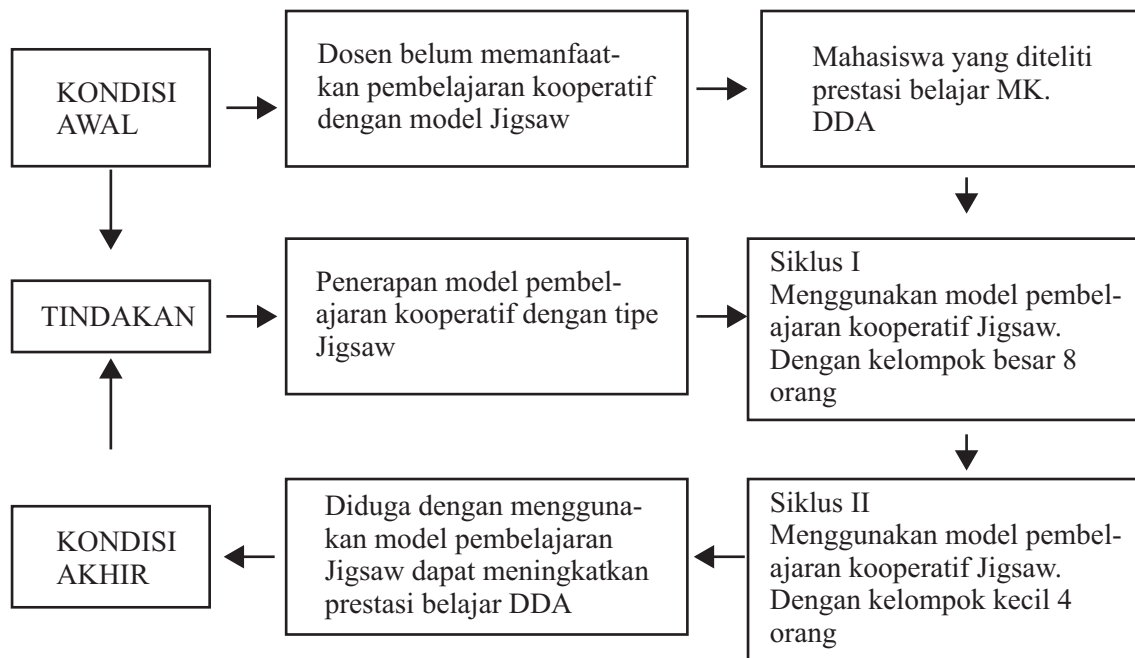 KONDISI
AWAL
Dosen belum memanfaat-
kan pembelajaran kooperatif
dengan model Jigsaw
Mahasiswa yang diteliti
prestasi belajar MK.
DDA
TINDAKAN
Penerapan model pembel-
ajaran kooperatif dengan tipe
Jigsaw
Siklus I
Menggunakan model pembel-
ajaran kooperatif Jigsaw.
Dengan kelompok besar 8
orang
KONDISI
AKHIR
Diduga dengan mengguna-
kan model pembelajaran
Jigsaw dapat meningkatkan
prestasi belajar DDA
Siklus II
Menggunakan model pembel-
ajaran kooperatif Jigsaw.
Dengan kelompok kecil 4
orang